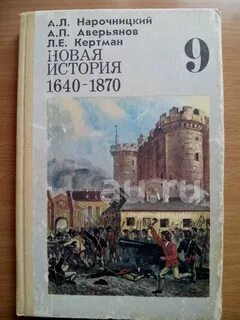 А.Л. Нарочницкий
А.П. Аверьянов
Л.Е. Кертман
НОВАЯ
ИСТОРИЯ
1640-1870
9